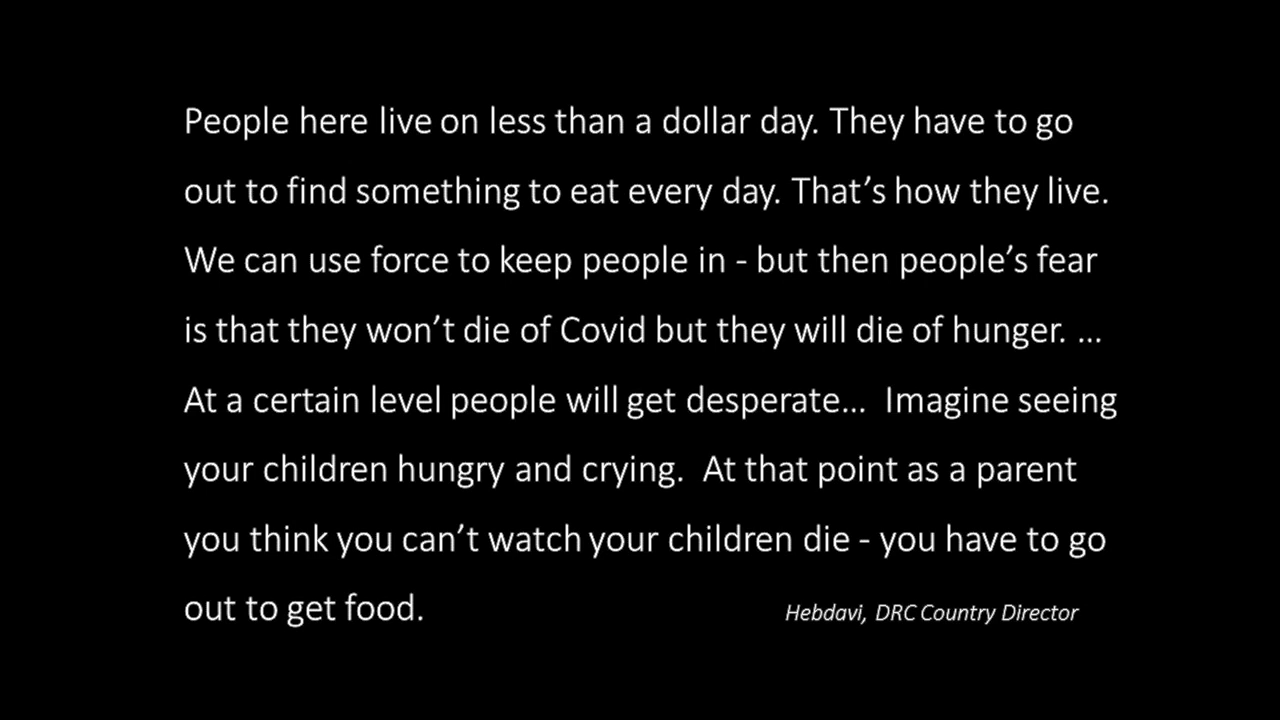 People here live on less than a dollar day. They have to go
out to find something to eat every day. That’s how they live.
We can use force to keep people in - but then people’s fear
is that they won’t die of Covid but they will die of hunger. ...
At a certain level people will get desperate...  Imagine seeing
your children hungry and crying.  At that point as a parent
you think you can’t watch your children die - you have to go
out to get food.
Hebdavi, DRC Country Director